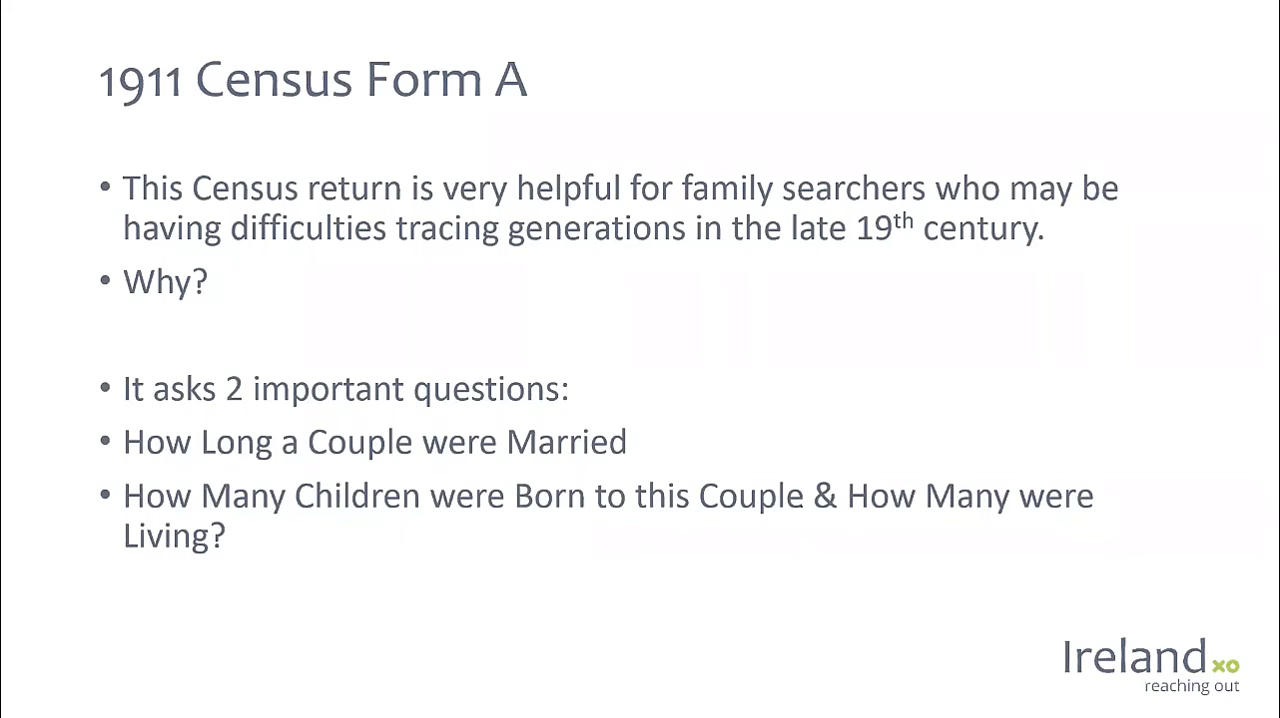 1911 Census Form A
• This Census return is very helpful for family searchers who may be
having difficulties tracing generations in the late 19th century.
• Why?
• It asks 2 important questions:
• How Long a Couple were Married
• How Many Children were Born to this Couple & How Many were
Living?
Ireland xo
reaching out